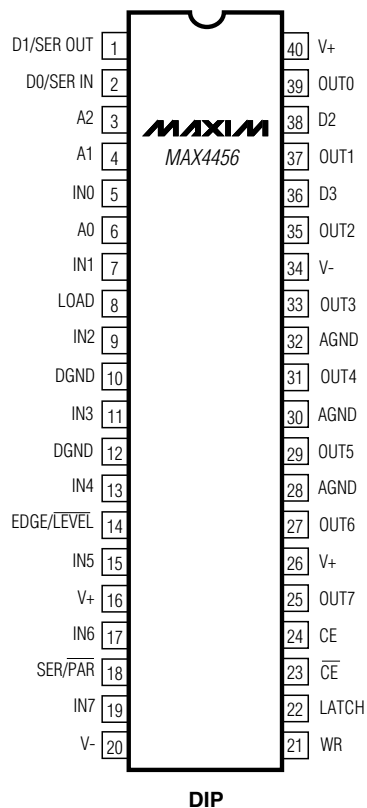 D1/SER OUT 1 40 V+
D0/SER IN 2 39 OUT0
A2 3 MAXIM 38 D2
A1 4 MAX4456 37 OUT1
IN0 5 36 D3
A0 6 35 OUT2
IN1 7 34 V-
LOAD 8 33 OUT3
IN2 9 32 AGND
DGND 10 31 OUT4
IN3 11 30 AGND
DGND 12 29 OUT5
IN4 13 28 AGND
EDGE/L̅E̅V̅E̅L̅ 14 27 OUT6
IN5 15 26 V+
V+ 16 25 OUT7
IN6 17 24 CE
SER/P̅A̅R̅ 18 23 C̅E̅
IN7 19 22 LATCH
V- 20 21 WR
DIP